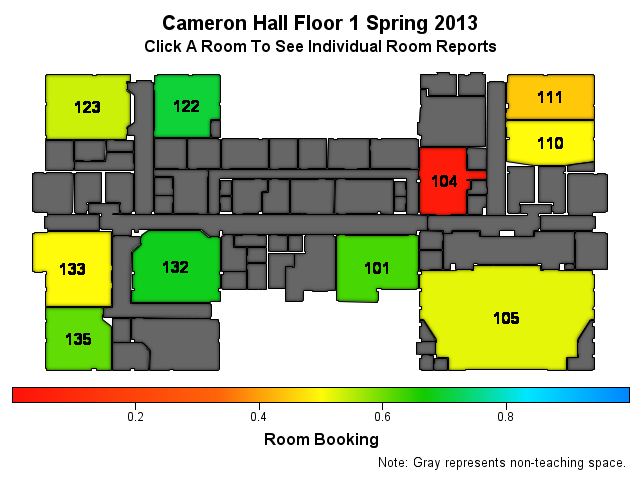 Cameron Hall Floor 1 Spring 2013
Click A Room To See Individual Room Reports
123
122
111
110
104
133
132
101
105
135
0.2 0.4 0.6 0.8
Room Booking
Note: Gray represents non-teaching space.